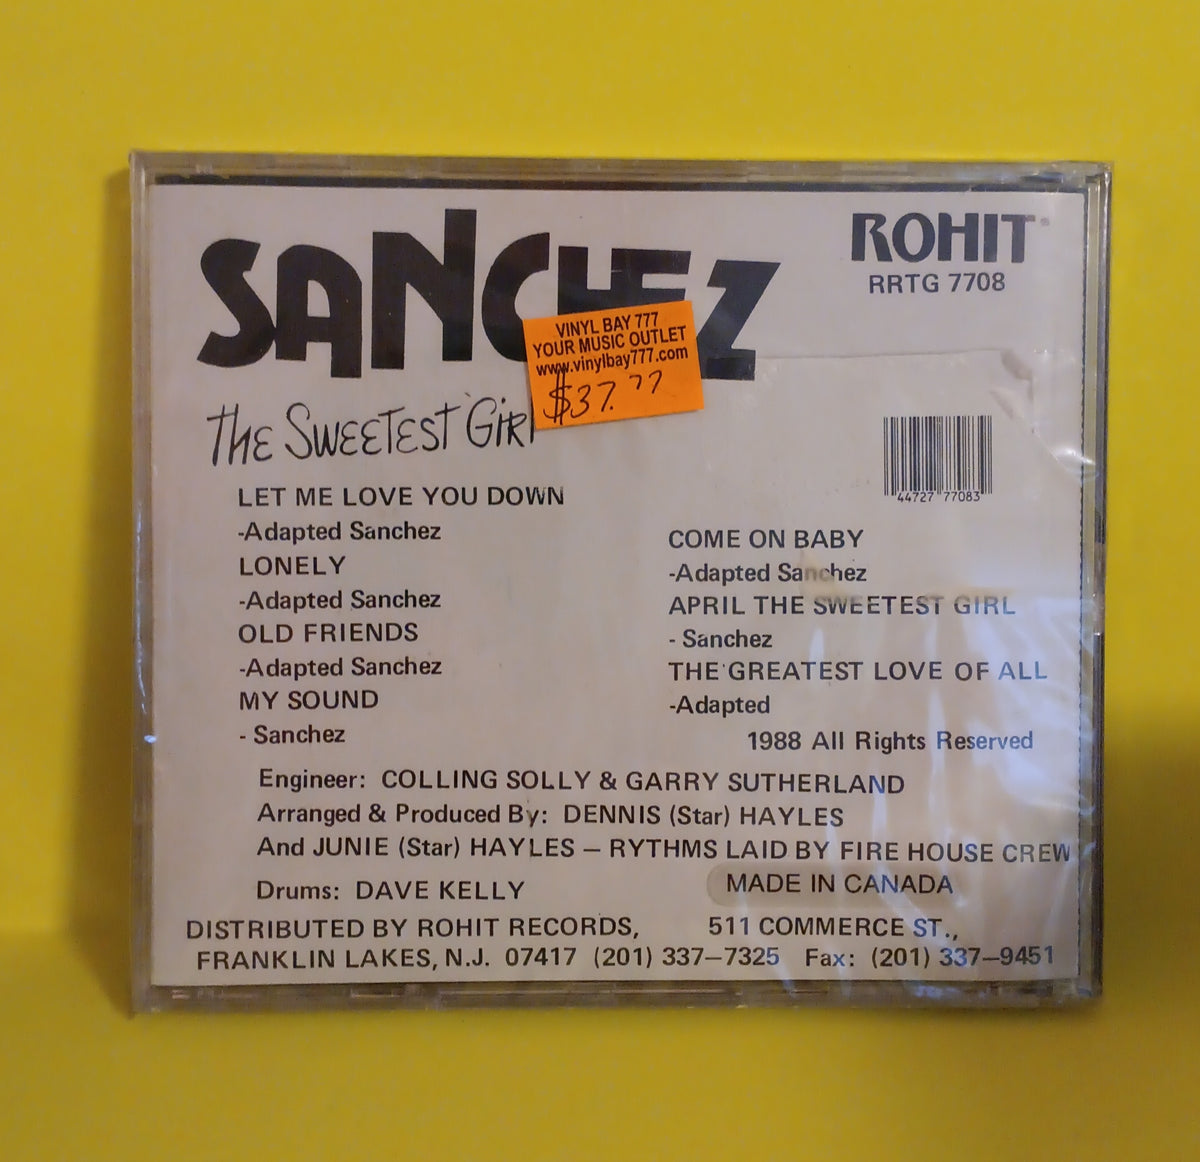 SANCHEZ
ROHIT
RRTG 7708
VINYL BAY 777
YOUR MUSIC OUTLET
www.vinylbay777.com
$37.77
The Sweetest Girl
44727 77083
LET ME LOVE YOU DOWN
-Adapted Sanchez
LONELY
-Adapted Sanchez
OLD FRIENDS
-Adapted Sanchez
MY SOUND
- Sanchez
COME ON BABY
-Adapted Sanchez
APRIL THE SWEETEST GIRL
- Sanchez
THE GREATEST LOVE OF ALL
-Adapted
1988 All Rights Reserved
Engineer: COLLING SOLLY & GARRY SUTHERLAND
Arranged & Produced By: DENNIS (Star) HAYLES
And JUNIE (Star) HAYLES – RYTHMS LAID BY FIRE HOUSE CREW
Drums: DAVE KELLY
MADE IN CANADA
DISTRIBUTED BY ROHIT RECORDS, 511 COMMERCE ST.,
FRANKLIN LAKES, N.J. 07417 (201) 337–7325 Fax: (201) 337–9451